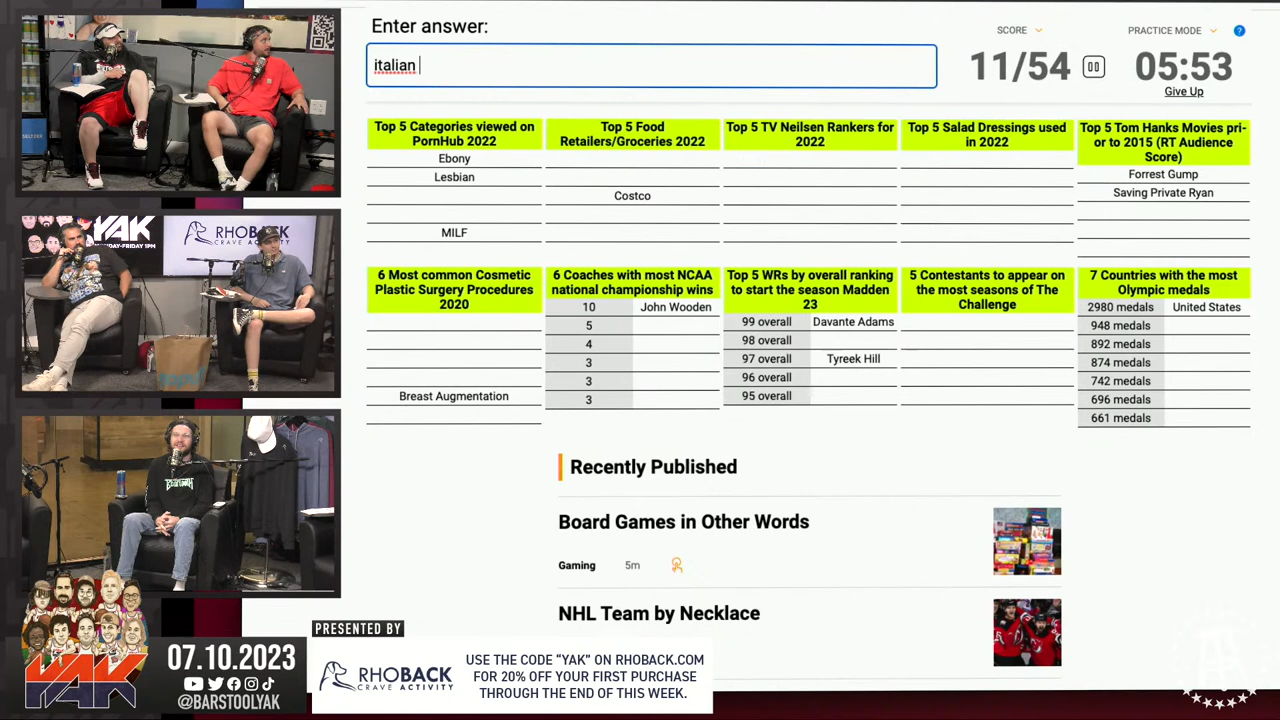 Enter answer:
italian
SCORE
11/54
PRACTICE MODE
05:53
Give Up
Top 5 Categories viewed on
PornHub 2022
Ebony
Lesbian
MILF
Top 5 Food
Retailers/Groceries 2022
Costco
Top 5 TV Neilsen Rankers for
2022
Top 5 Salad Dressings used
in 2022
Top 5 Tom Hanks Movies pri-
or to 2015 (RT Audience
Score)
Forrest Gump
Saving Private Ryan
6 Most common Cosmetic
Plastic Surgery Procedures
2020
Breast Augmentation
6 Coaches with most NCAA
national championship wins
10 John Wooden
5
4
3
3
3
Top 5 WRs by overall ranking
to start the season Madden
23
99 overall Davante Adams
98 overall
97 overall Tyreek Hill
96 overall
95 overall
5 Contestants to appear on
the most seasons of The
Challenge
7 Countries with the most
Olympic medals
2980 medals United States
948 medals
892 medals
874 medals
742 medals
696 medals
661 medals
Recently Published
Board Games in Other Words
Gaming 5m
NHL Team by Necklace
YAK
MONDAY-FRIDAY 1PM
RHOBACK
CRAVE ACTIVITY
YAK
07.10.2023
@BARSTOOLYAK
PRESENTED BY
RHOBACK
CRAVE ACTIVITY
USE THE CODE “YAK” ON RHOBACK.COM
FOR 20% OFF YOUR FIRST PURCHASE
THROUGH THE END OF THIS WEEK.